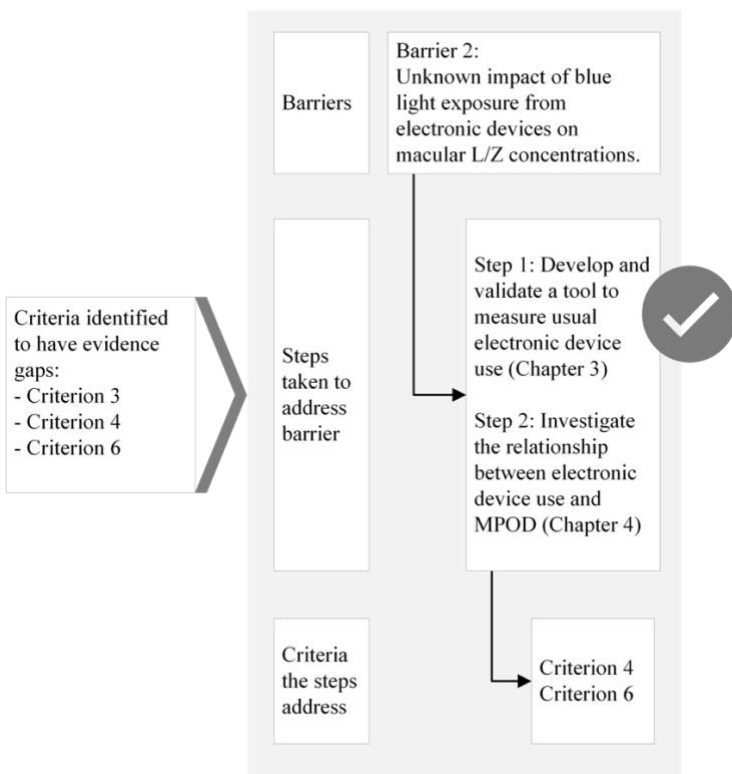 Criteria identified
to have evidence
gaps:
- Criterion 3
- Criterion 4
- Criterion 6
Barriers
Barrier 2:
Unknown impact of blue
light exposure from
electronic devices on
macular L/Z concentrations.
Steps
taken to
address
barrier
Step 1: Develop and
validate a tool to
measure usual
electronic device
use (Chapter 3)
Step 2: Investigate
the relationship
between electronic
device use and
MPOD (Chapter 4)
Criteria
the steps
address
Criterion 4
Criterion 6